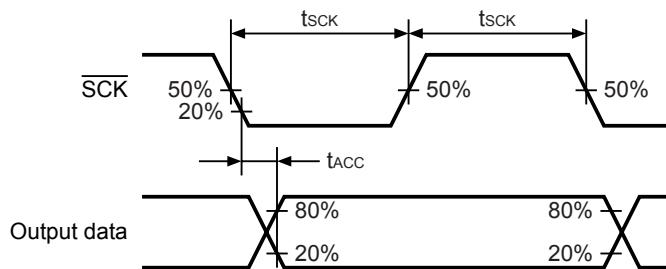 tSCK tSCK
SCK 50% 50% 50%
20%
tACC
Output data 80% 80%
20% 20%